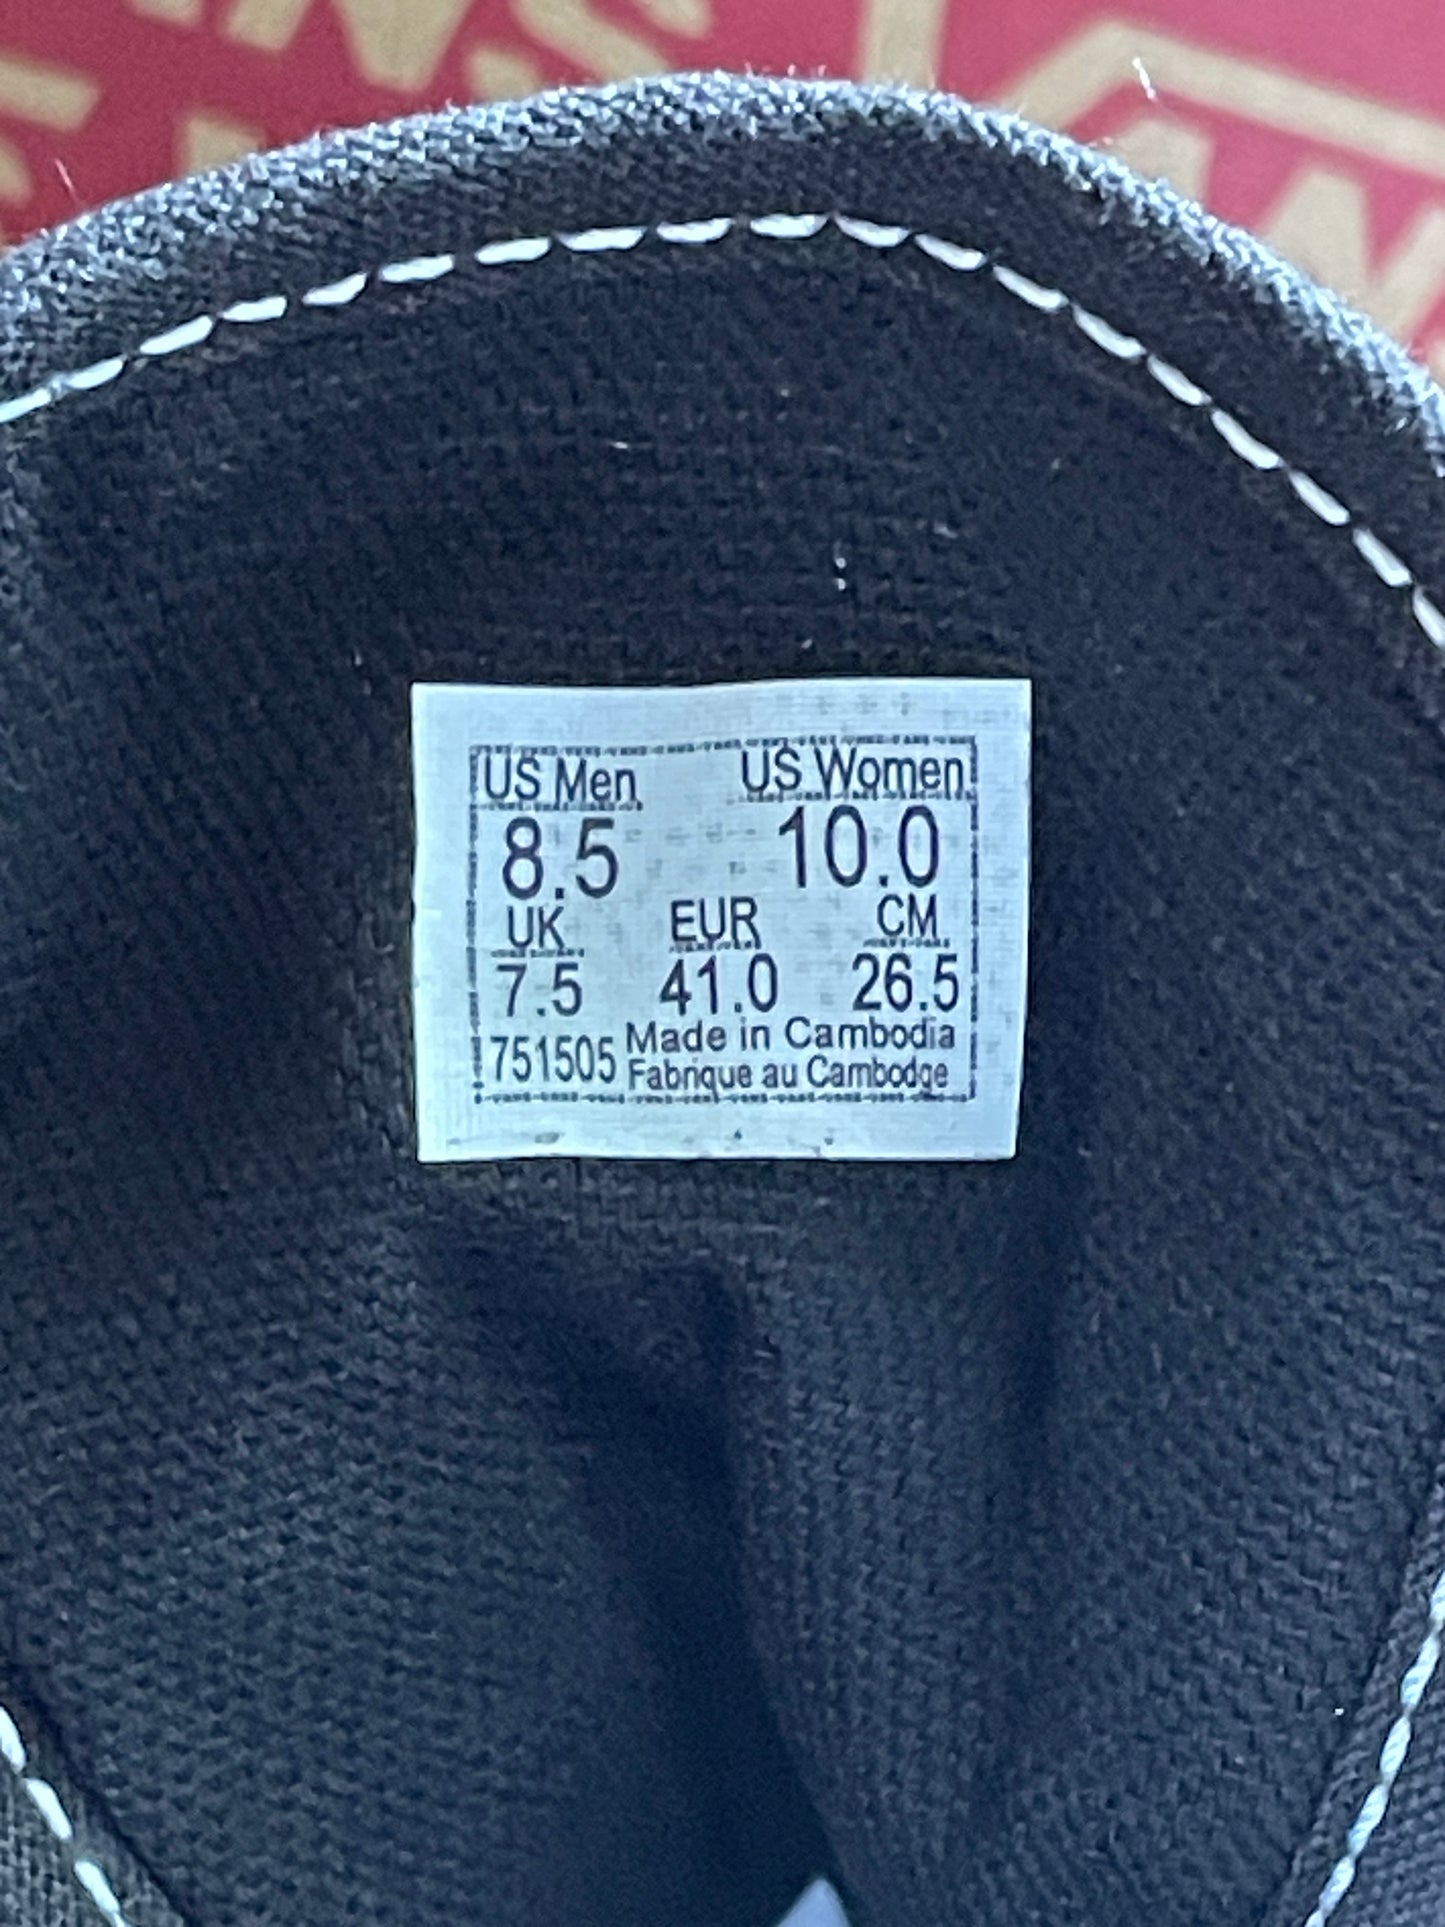 US Men US Women
8.5 10.0
UK EUR CM
7.5 41.0 26.5
751505 Made in Cambodia
Fabrique au Cambodge